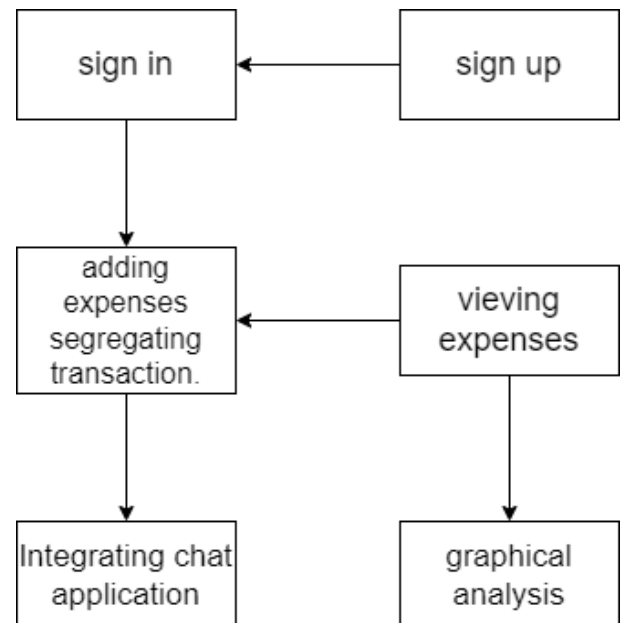 sign in
sign up
adding
expenses
segregating
transaction.
vieving
expenses
Integrating chat
application
graphical
analysis